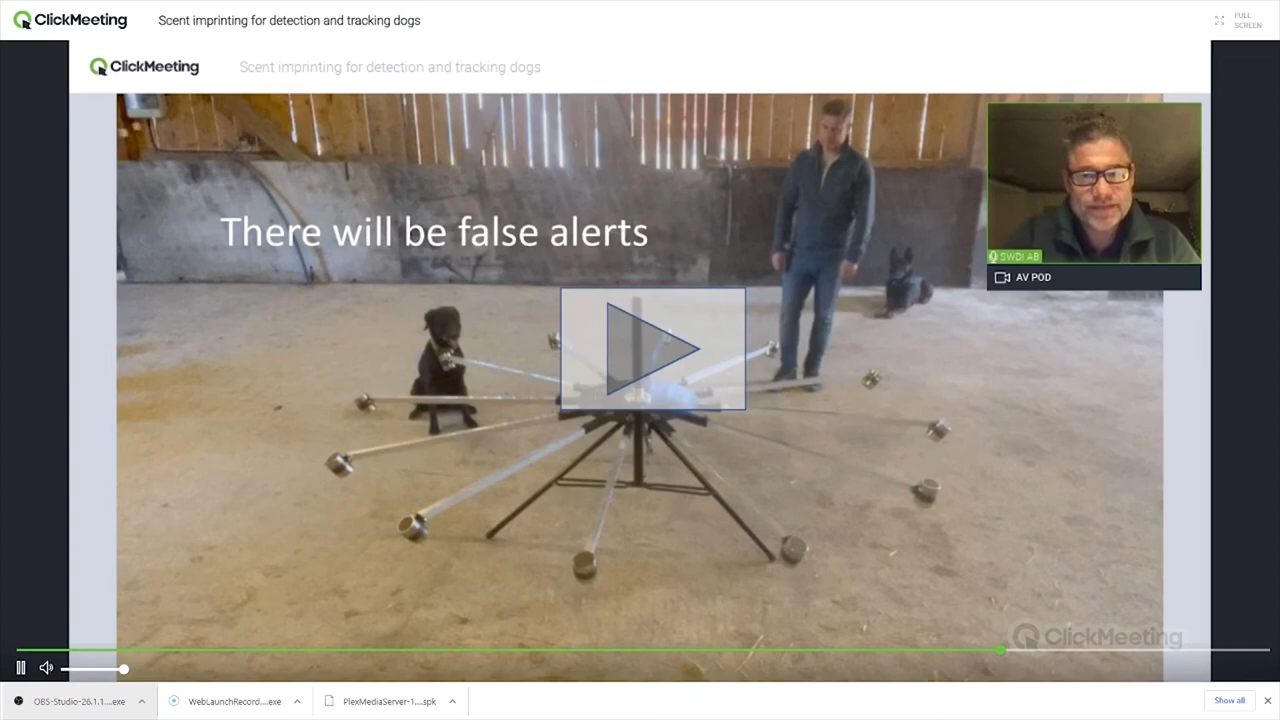 ClickMeeting
Scent imprinting for detection and tracking dogs
FULL
SCREEN
ClickMeeting
Scent imprinting for detection and tracking dogs
There will be false alerts
SWDI AB
AV POD
ClickMeeting
OBS-Studio-26.1.1....exe
WebLaunchRecord....exe
PlexMediaServer-1....spk
Show all